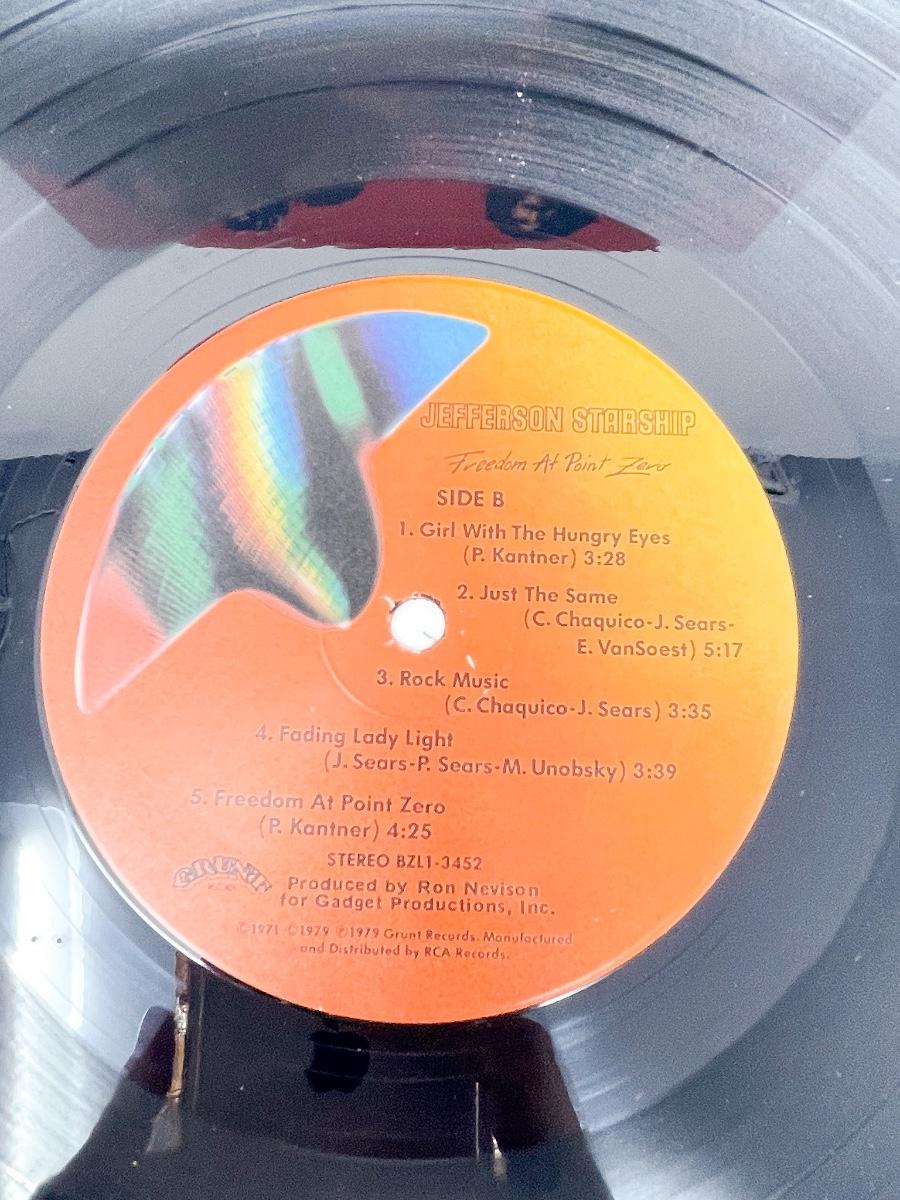 JEFFERSON STARSHIP
Freedom At Point Zero
SIDE B
1. Girl With The Hungry Eyes
(P. Kantner) 3:28
2. Just The Same
(C. Chaquico-J. Sears-
E. VanSoest) 5:17
3. Rock Music
(C. Chaquico-J. Sears) 3:35
4. Fading Lady Light
(J. Sears-P. Sears-M. Unobsky) 3:39
5. Freedom At Point Zero
(P. Kantner) 4:25
STEREO BZL1-3452
GRUNT
Produced by Ron Nevison
for Gadget Productions, Inc.
©1971 ©1979 ℗1979 Grunt Records. Manufactured
and Distributed by RCA Records.